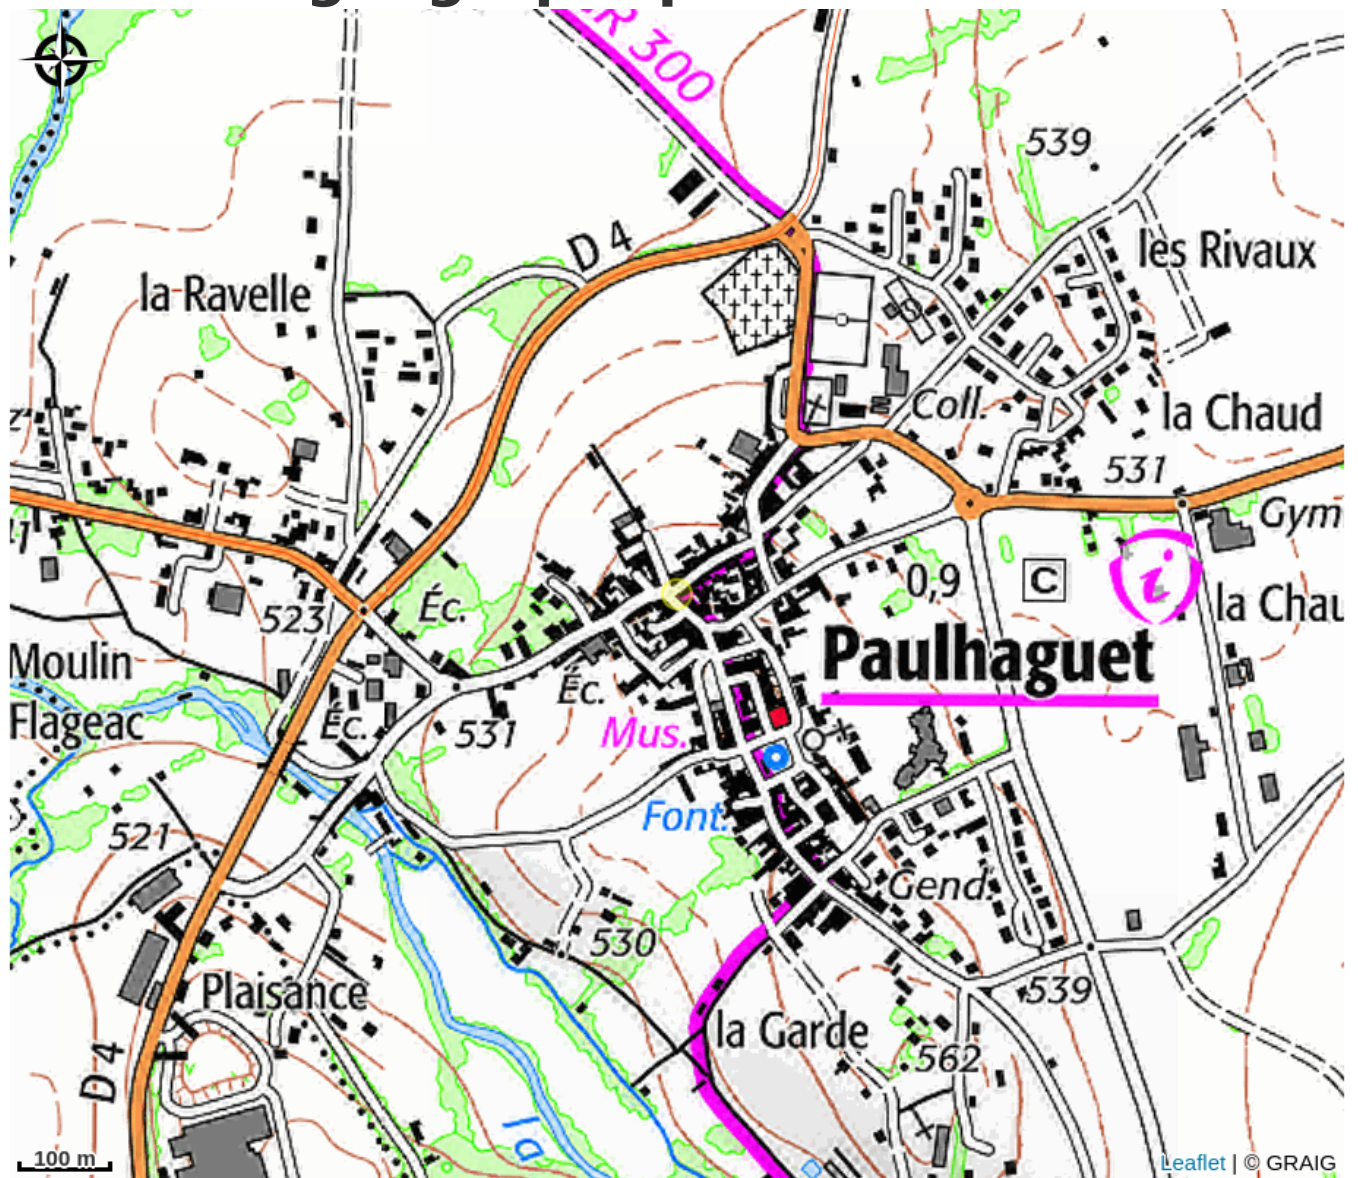 GR 300
539
D 4
les Rivaux
la Ravelle
Coll.
la Chaud
531
Gym
C
i
0,9
Éc.
523
la Chau
Moulin
Paulhaguet
Éc.
Flageac
Éc.
531
Mus.
Font.
521
Gend.
530
Plaisance
539
la Garde
562
D 4
la
100 m
Leaflet | © GRAIG